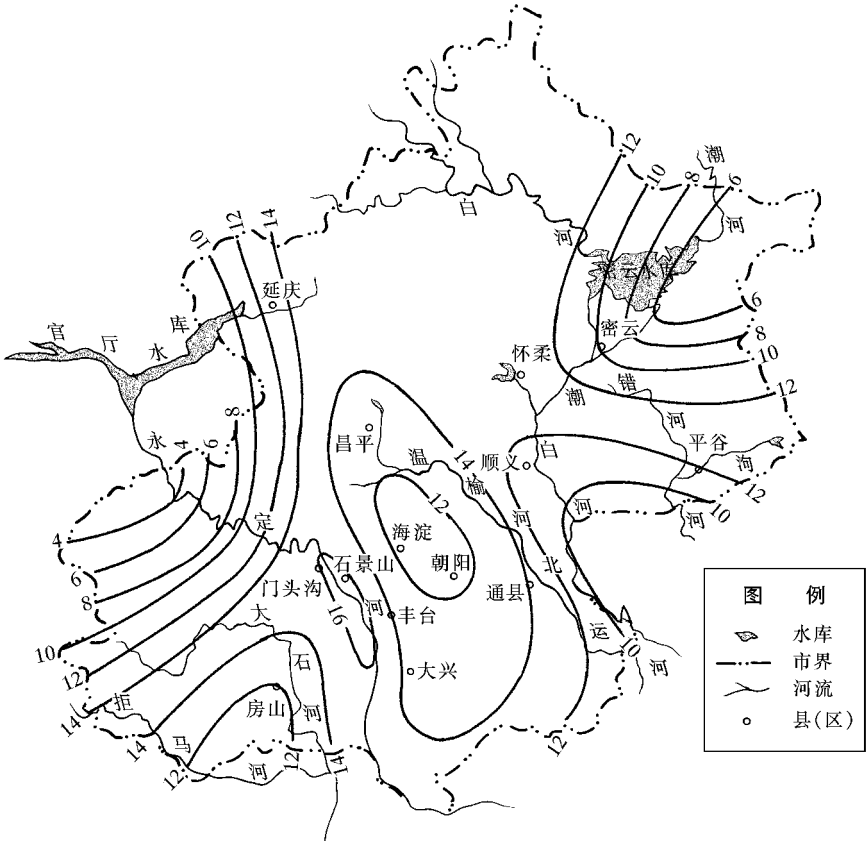 12
10
8
6
潮
河
白
河
密云水库
10
12
14
延庆
官厅水库
6
8
10
12
密云
怀柔
潮
白
河
错
河
平谷
泃
河
12
10
8
6
4
永
定
河
昌平
温
榆
河
14
顺义
12
海淀
朝阳
北
运
河
10
通县
石景山
门头沟
16
丰台
大兴
4
6
8
10
12
14
大
石
河
拒
马
河
房山
14
12
12
14
12
图 例
水库
市界
河流
县(区)